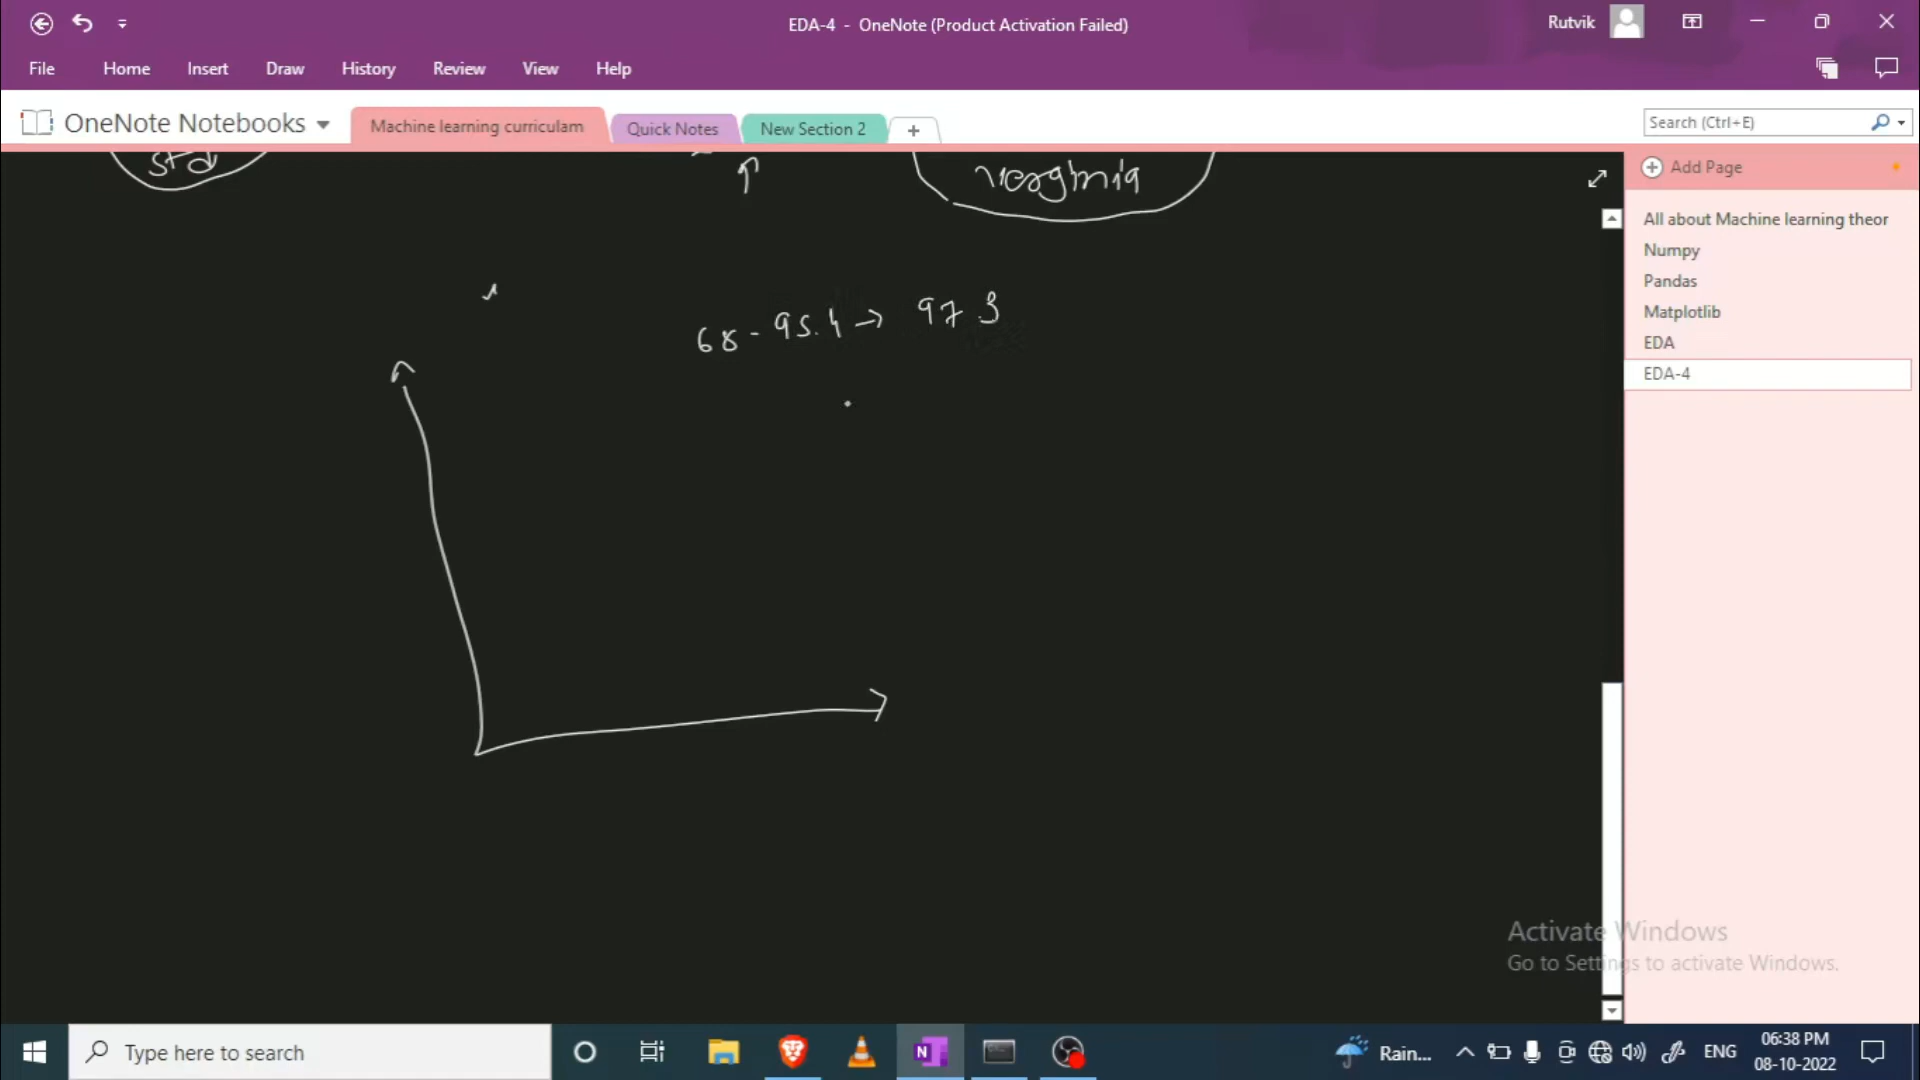 EDA-4 - OneNote (Product Activation Failed)
Rutvik
File Home Insert Draw History Review View Help
OneNote Notebooks
Machine learning curriculam
Quick Notes
New Section 2
Search (Ctrl+E)
Add Page
All about Machine learning theor
Numpy
Pandas
Matplotlib
EDA
EDA-4
std
68 - 95.4 → 97 3
Activate Windows
Go to Settings to activate Windows.
Type here to search
Rain...
ENG
06:38 PM
08-10-2022